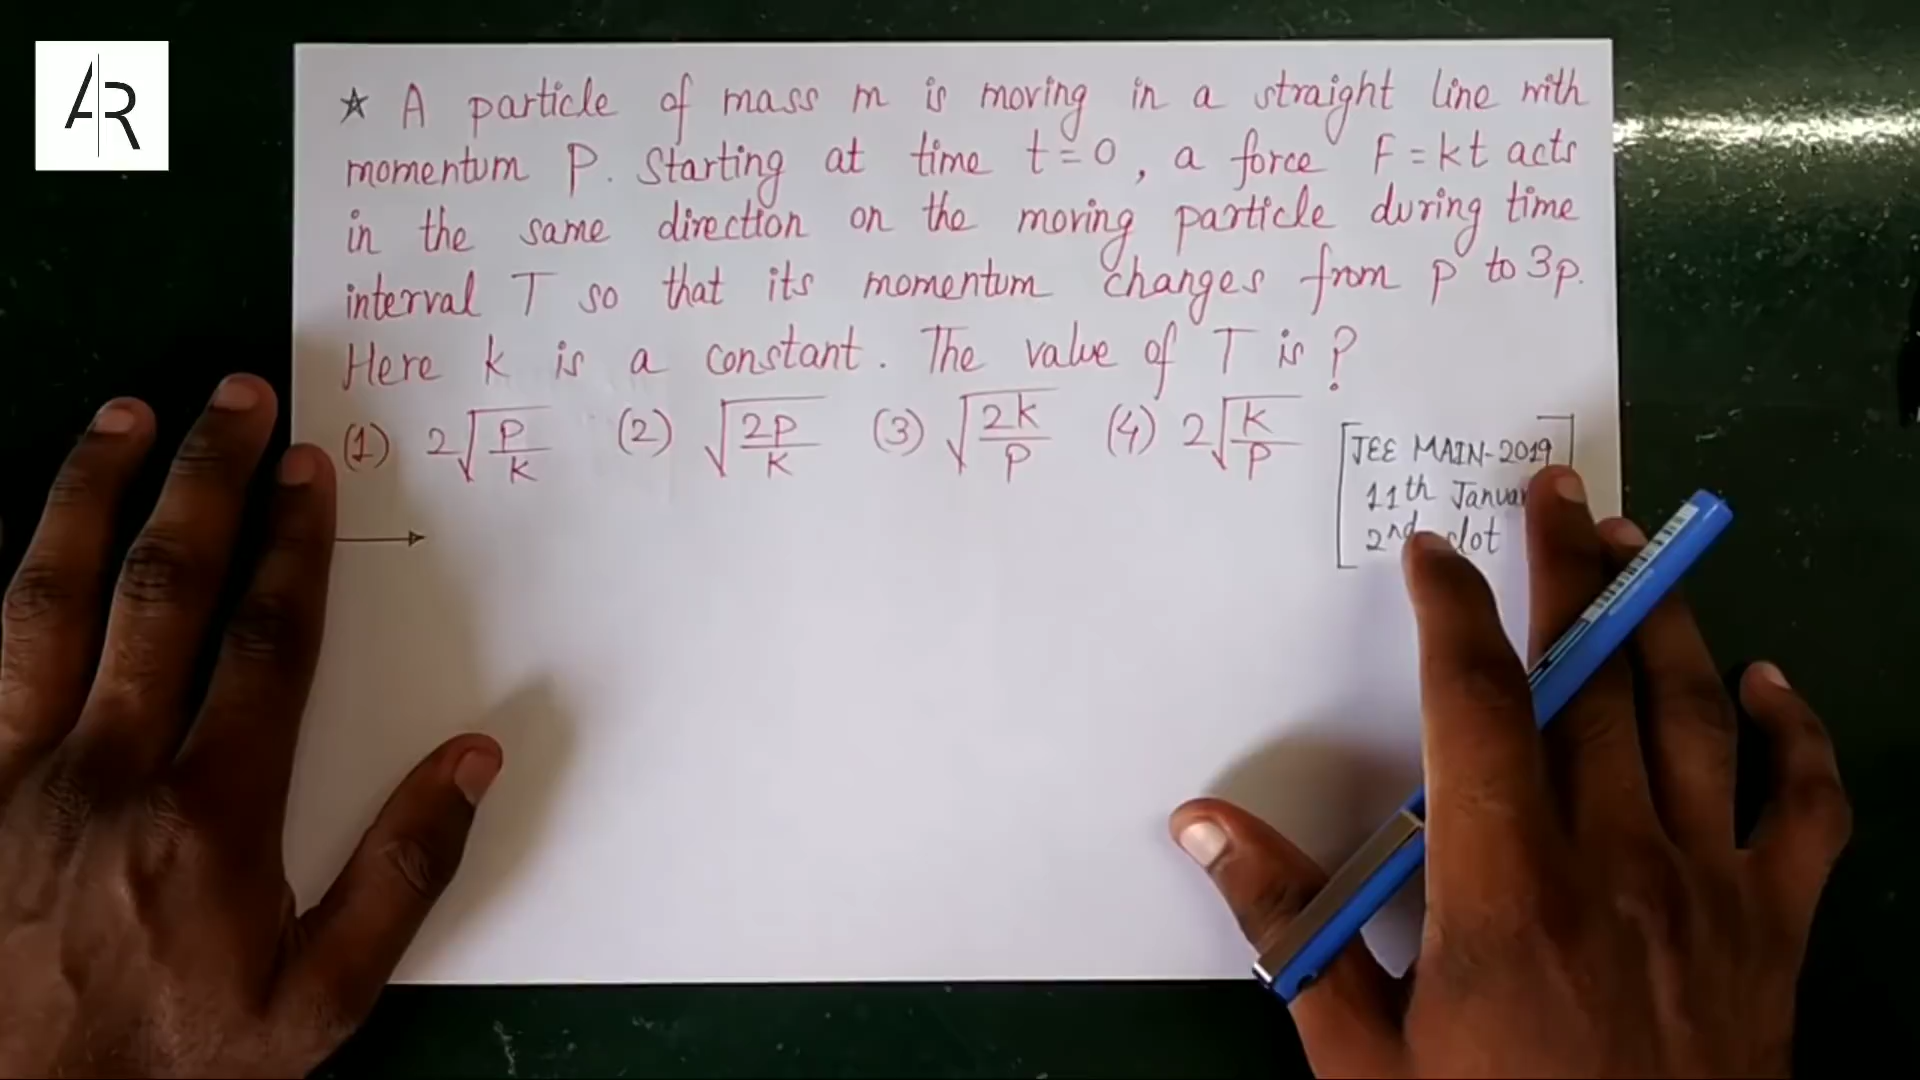 AR
☆ A particle of mass m is moving in a straight line with
momentum P. Starting at time t = 0, a force F = kt acts
in the same direction on the moving particle during time
interval T so that its momentum changes from p to 3p.
Here k is a constant. The value of T is ?
(1) 2√(P/K) (2) √(2P/K) (3) √(2K/P) (4) 2√(K/P)
[JEE MAIN-2019]
11th
2nd slot